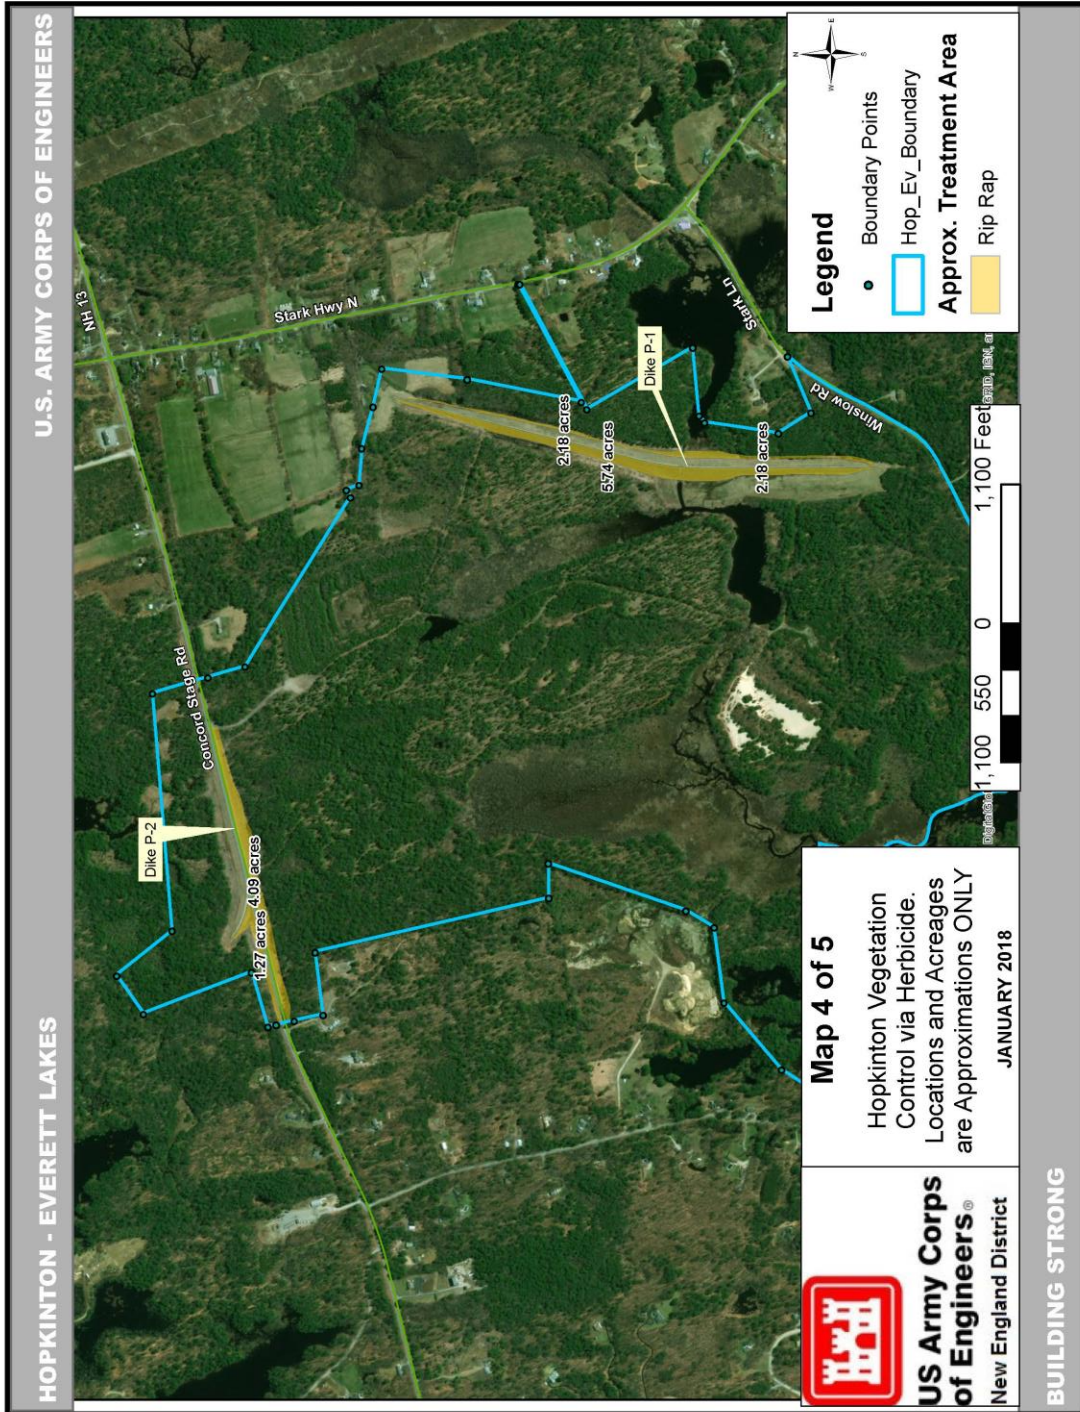 HOPKINTON - EVERETT LAKES
U.S. ARMY CORPS OF ENGINEERS
NH 13
Concord Stage Rd
Stark Hwy N
Dike P-2
4.09 acres
1.27 acres
2.18 acres
5.74 acres
Dike P-1
2.18 acres
Stark Ln
Winslow Rd
N
W
E
S
Legend
Boundary Points
Hop_Ev_Boundary
Approx. Treatment Area
Rip Rap
1,100
550
0
1,100 Feet
Map 4 of 5
Hopkinton Vegetation
Control via Herbicide.
Locations and Acreages
are Approximations ONLY
JANUARY 2018
US Army Corps
of Engineers®
New England District
BUILDING STRONG